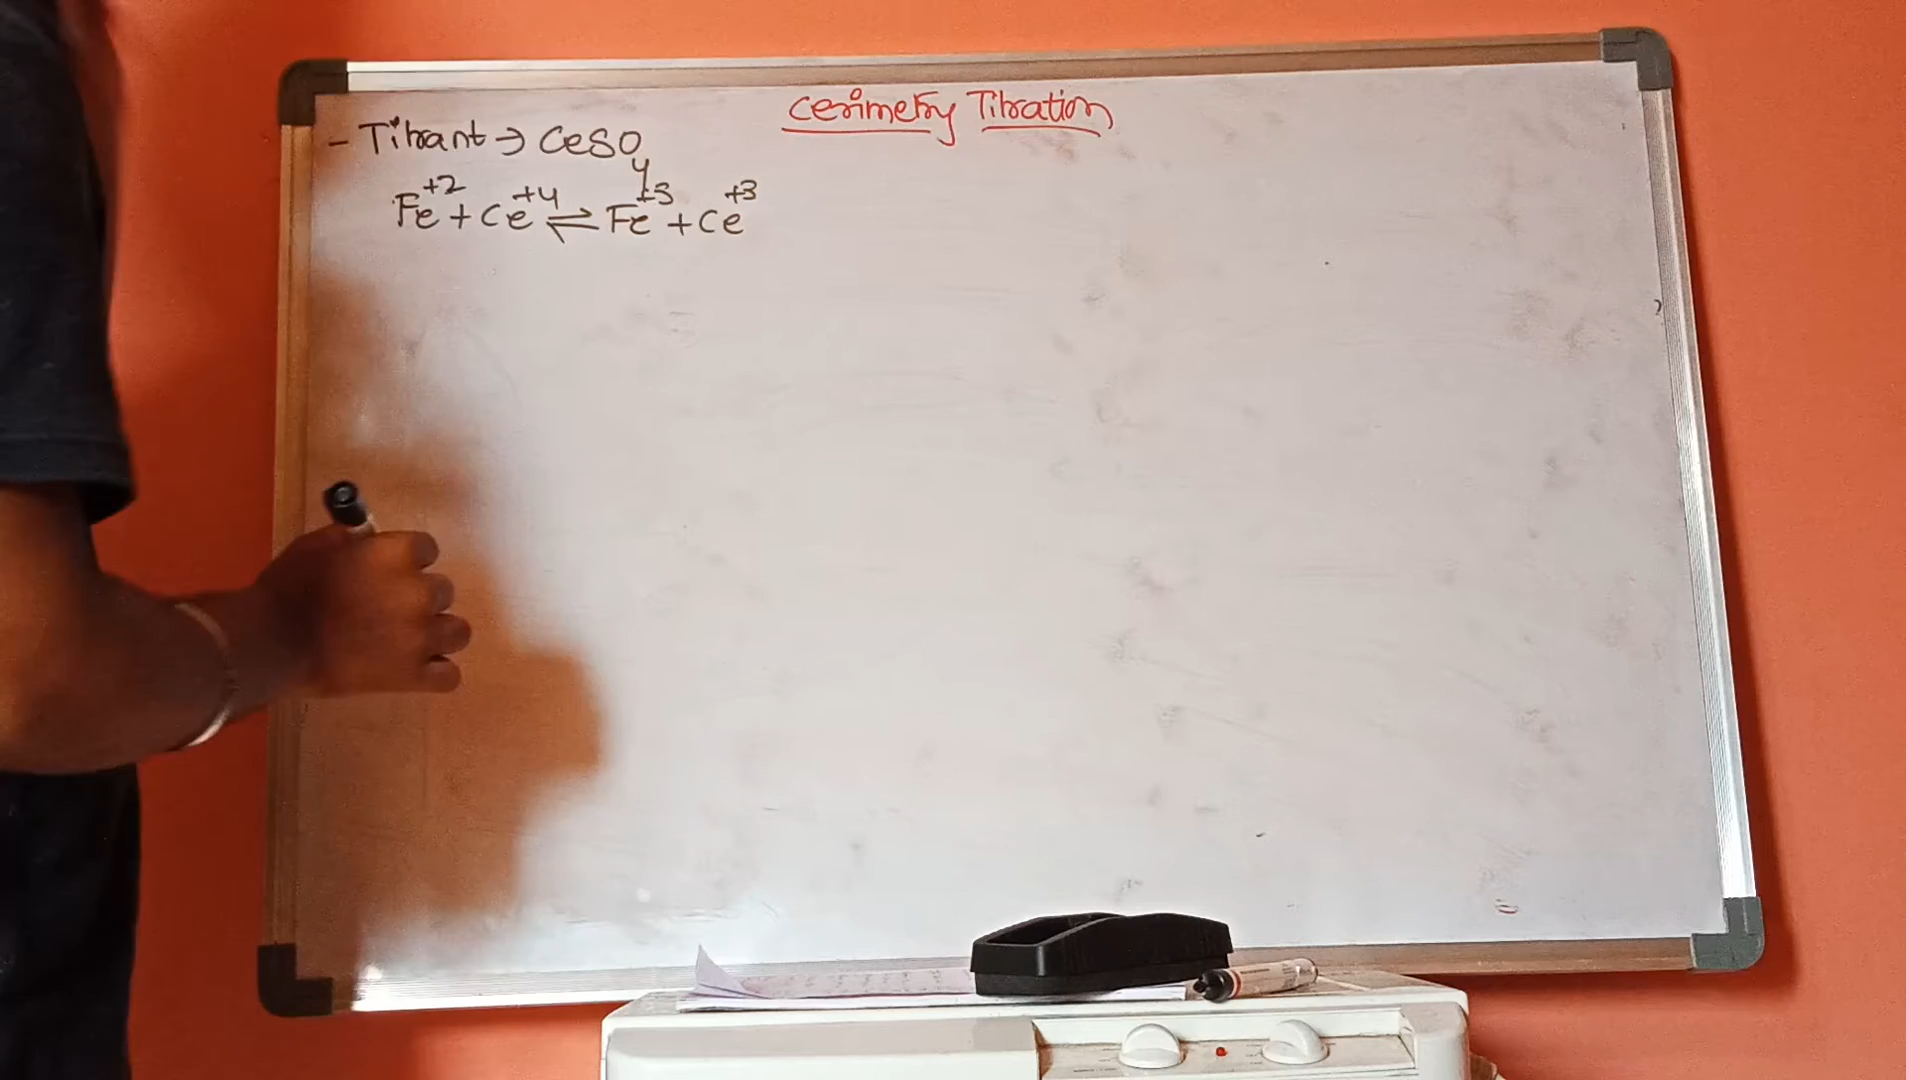 Cerimetry Titration
- Titrant → CeSO4
Fe+2 + Ce+4 ⇌ Fe+3 + Ce+3